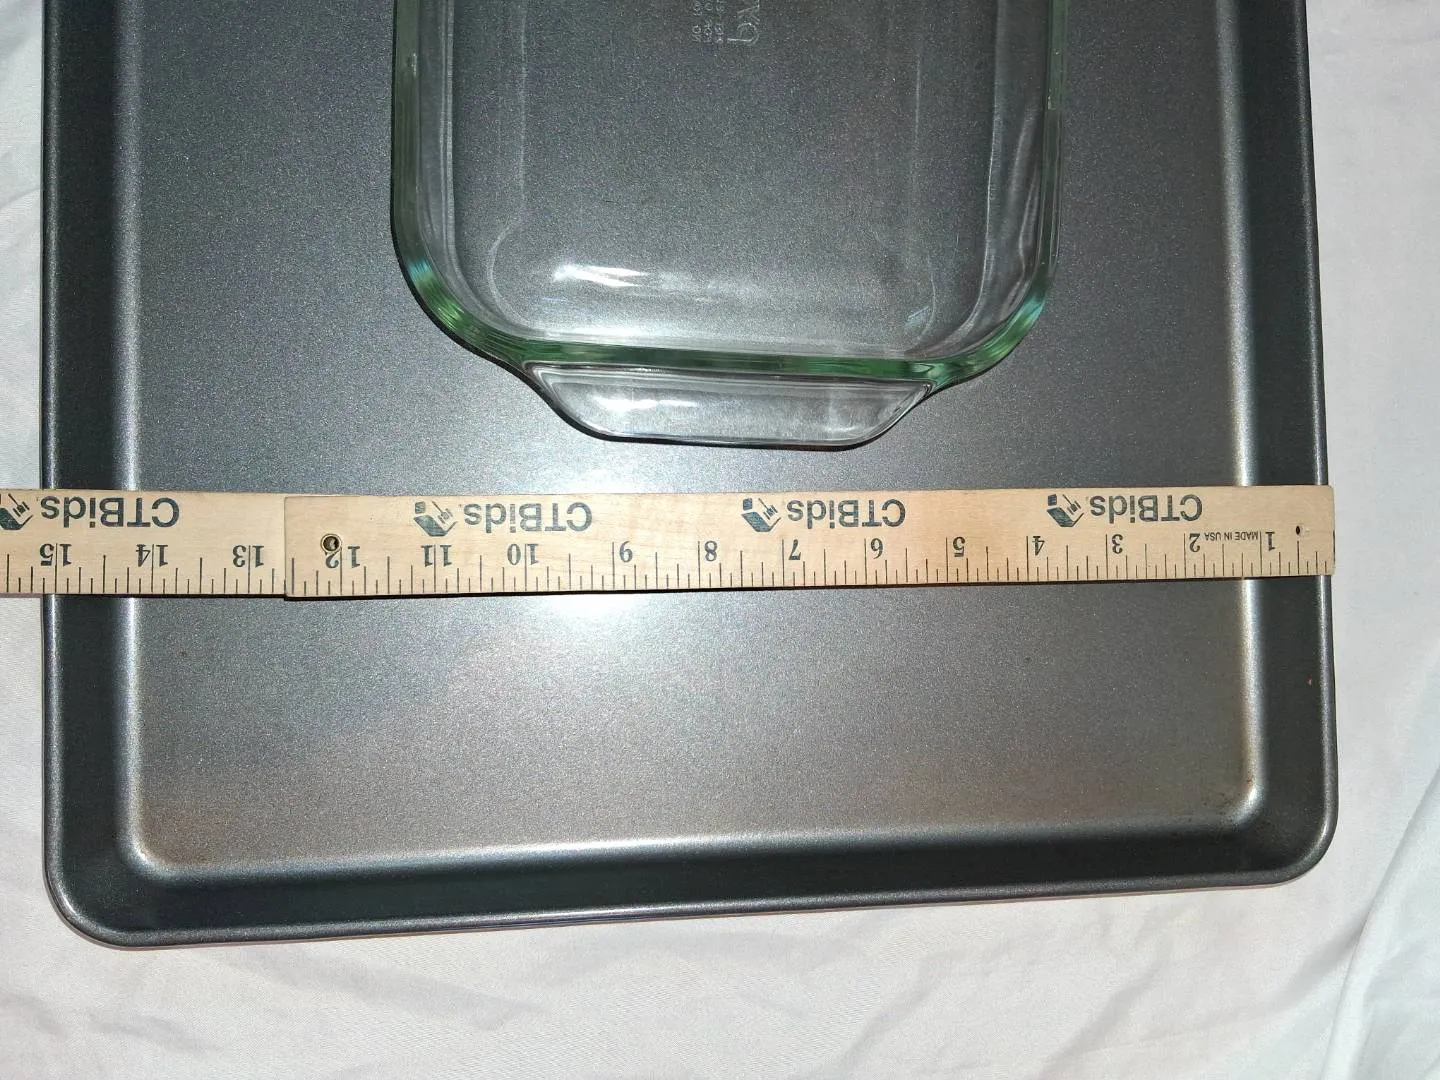 CTBids CTBids CTBids CTBids
MADE IN USA
1 2 3 4 5 6 7 8 9 10 11 12 13 14 15